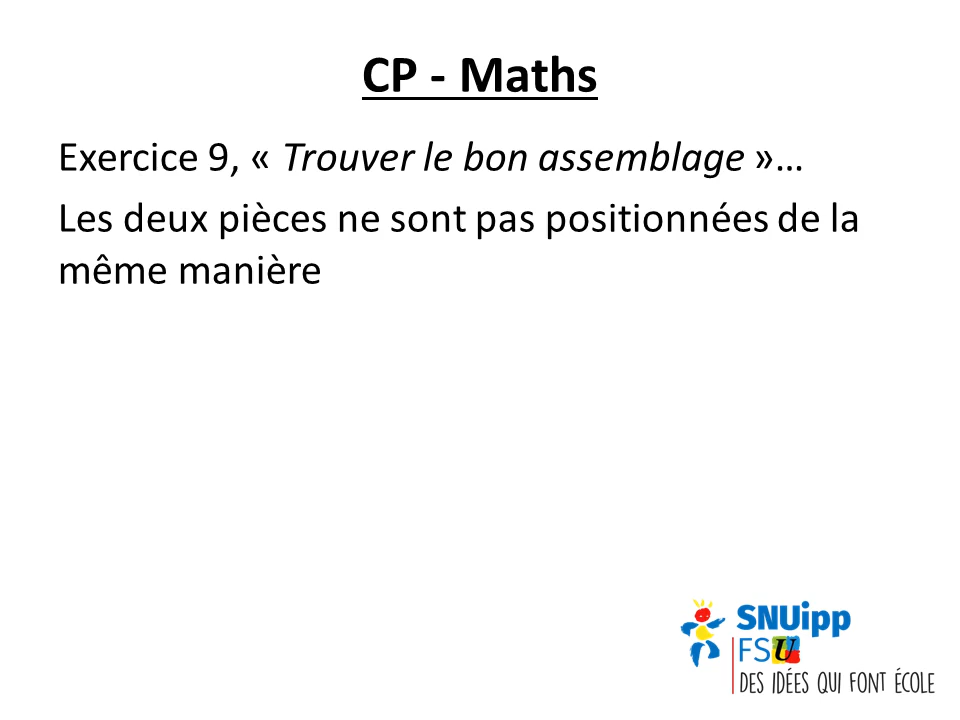 CP - Maths
Exercice 9, « Trouver le bon assemblage »…
Les deux pièces ne sont pas positionnées de la
même manière
SNUipp
FSU
DES IDÉES QUI FONT ÉCOLE